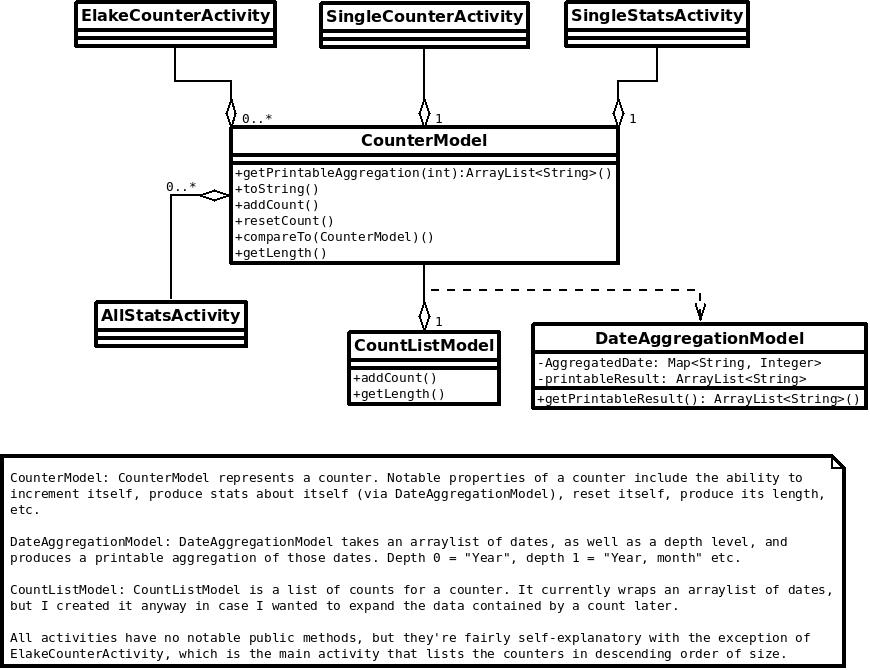 ElakeCounterActivity
SingleCounterActivity
SingleStatsActivity
0..*
1
1
CounterModel
+getPrintableAggregation(int):ArrayList<String>()
+toString()
+addCount()
+resetCount()
+compareTo(CounterModel)()
+getLength()
0..*
AllStatsActivity
1
CountListModel
+addCount()
+getLength()
DateAggregationModel
-AggregatedDate: Map<String, Integer>
-printableResult: ArrayList<String>
+getPrintableResult(): ArrayList<String>()
CounterModel: CounterModel represents a counter. Notable properties of a counter include the ability to
increment itself, produce stats about itself (via DateAggregationModel), reset itself, produce its length,
etc.
DateAggregationModel: DateAggregationModel takes an arraylist of dates, as well as a depth level, and
produces a printable aggregation of those dates. Depth 0 = "Year", depth 1 = "Year, month" etc.
CountListModel: CountListModel is a list of counts for a counter. It currently wraps an arraylist of dates,
but I created it anyway in case I wanted to expand the data contained by a count later.
All activities have no notable public methods, but they're fairly self-explanatory with the exception of
ElakeCounterActivity, which is the main activity that lists the counters in descending order of size.